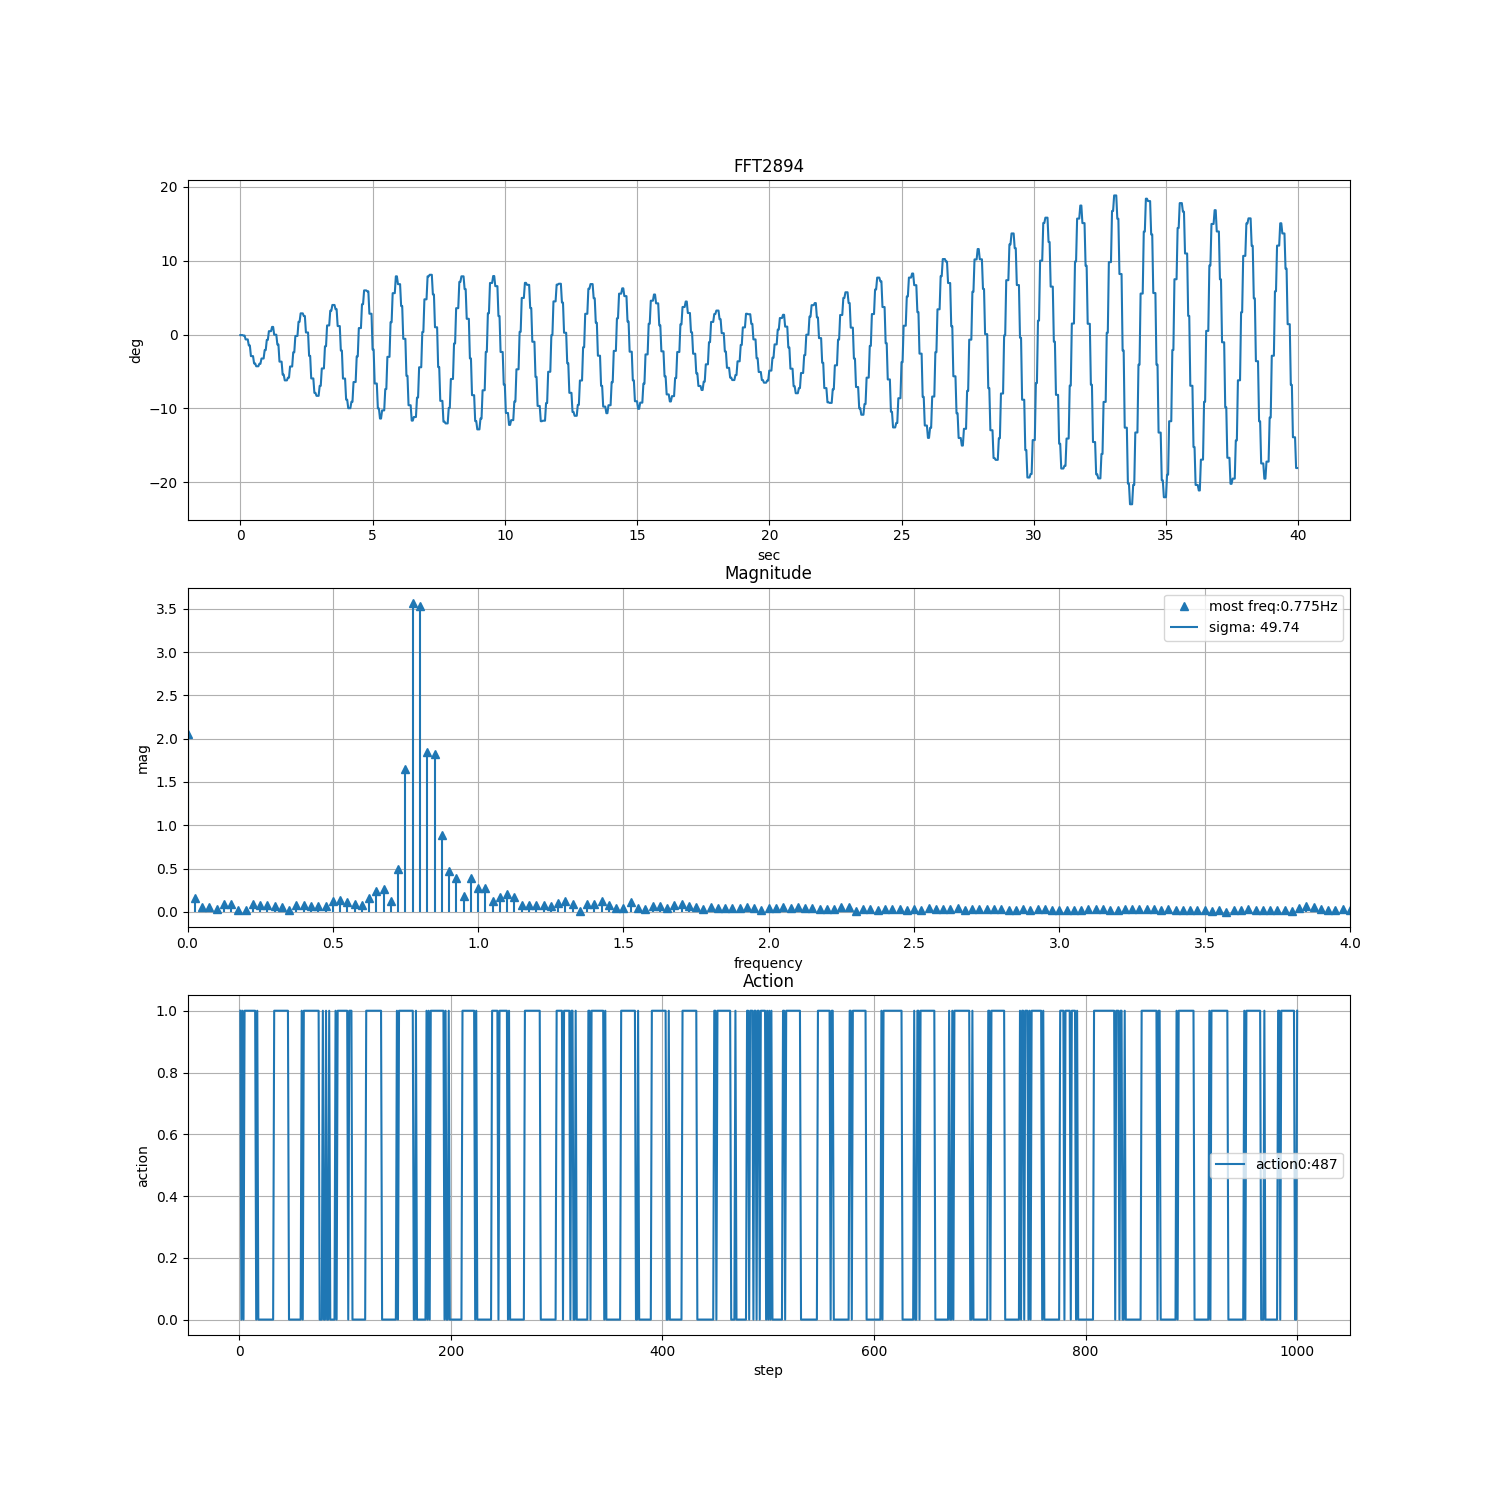 FFT2894
20
10
0
−10
−20
deg
0 5 10 15 20 25 30 35 40
sec
Magnitude
most freq:0.775Hz
sigma: 49.74
3.5
3.0
2.5
2.0
1.5
1.0
0.5
0.0
mag
0.0 0.5 1.0 1.5 2.0 2.5 3.0 3.5 4.0
frequency
Action
1.0
0.8
0.6
0.4
0.2
0.0
action
action0:487
0 200 400 600 800 1000
step